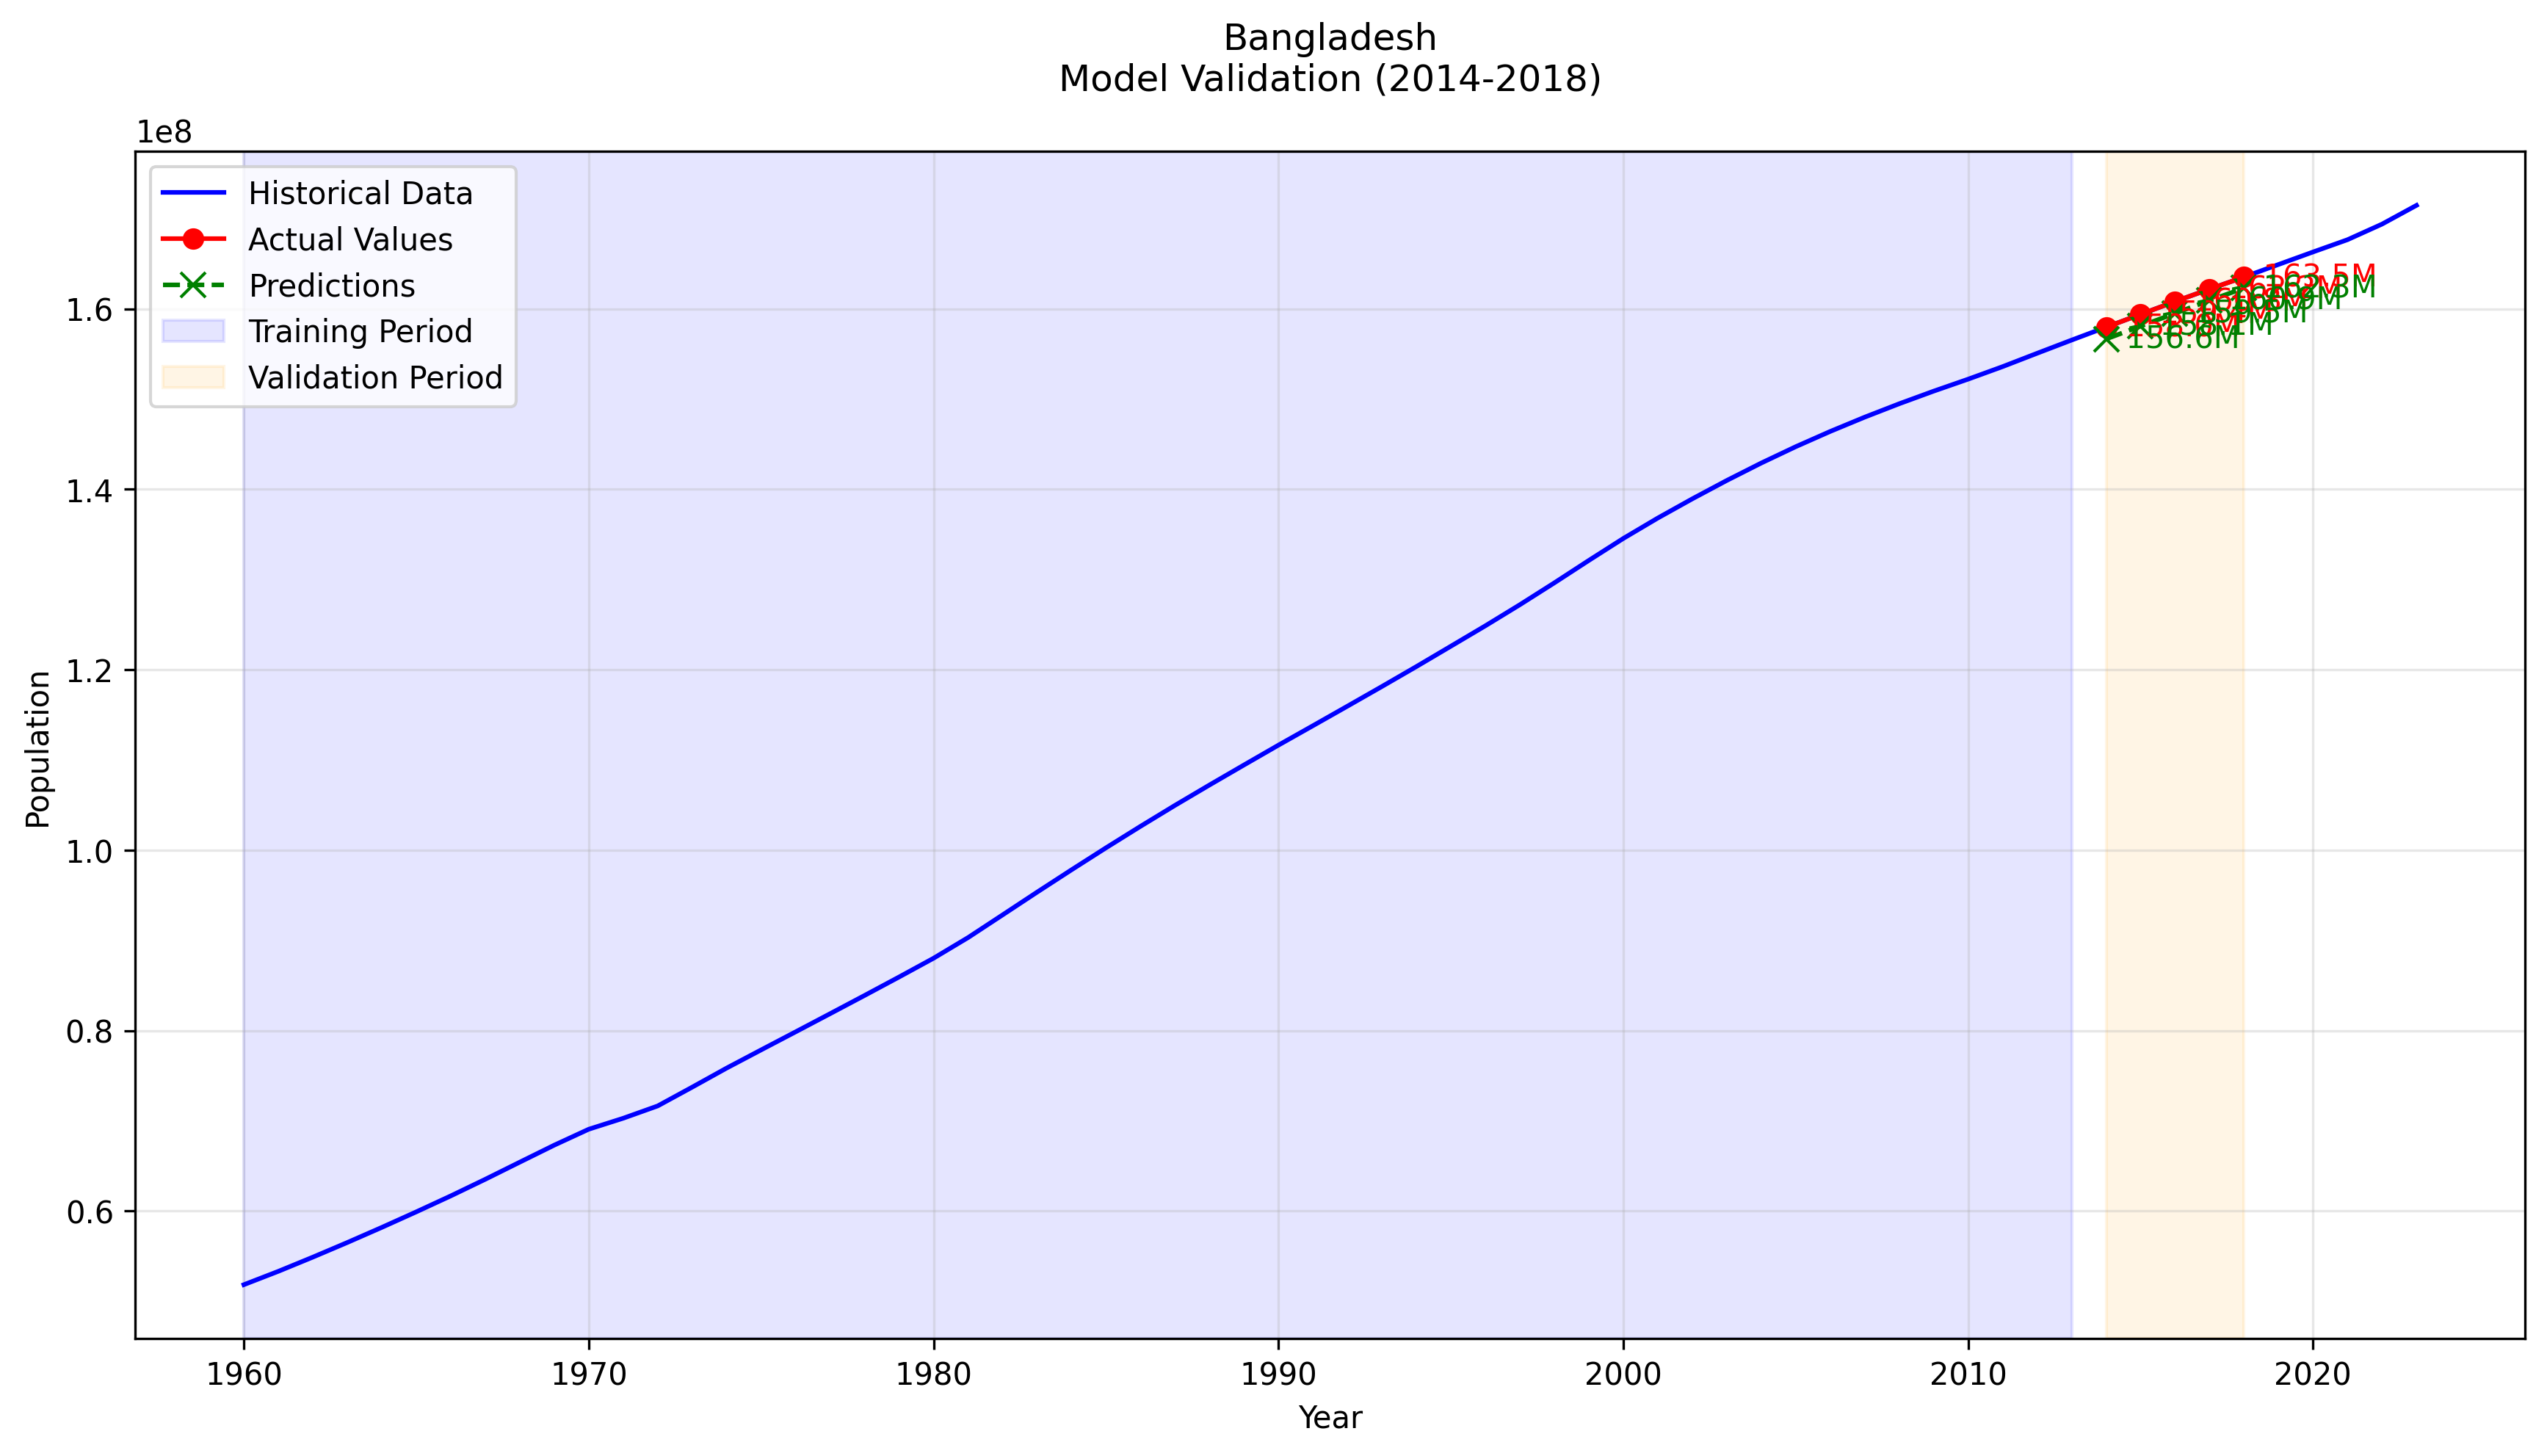 Bangladesh
Model Validation (2014-2018)
1e8
Historical Data
Actual Values
Predictions
Training Period
Validation Period
1.6
1.4
1.2
1.0
0.8
0.6
Population
163.5M
156.6M
1960
1970
1980
1990
2000
2010
2020
Year